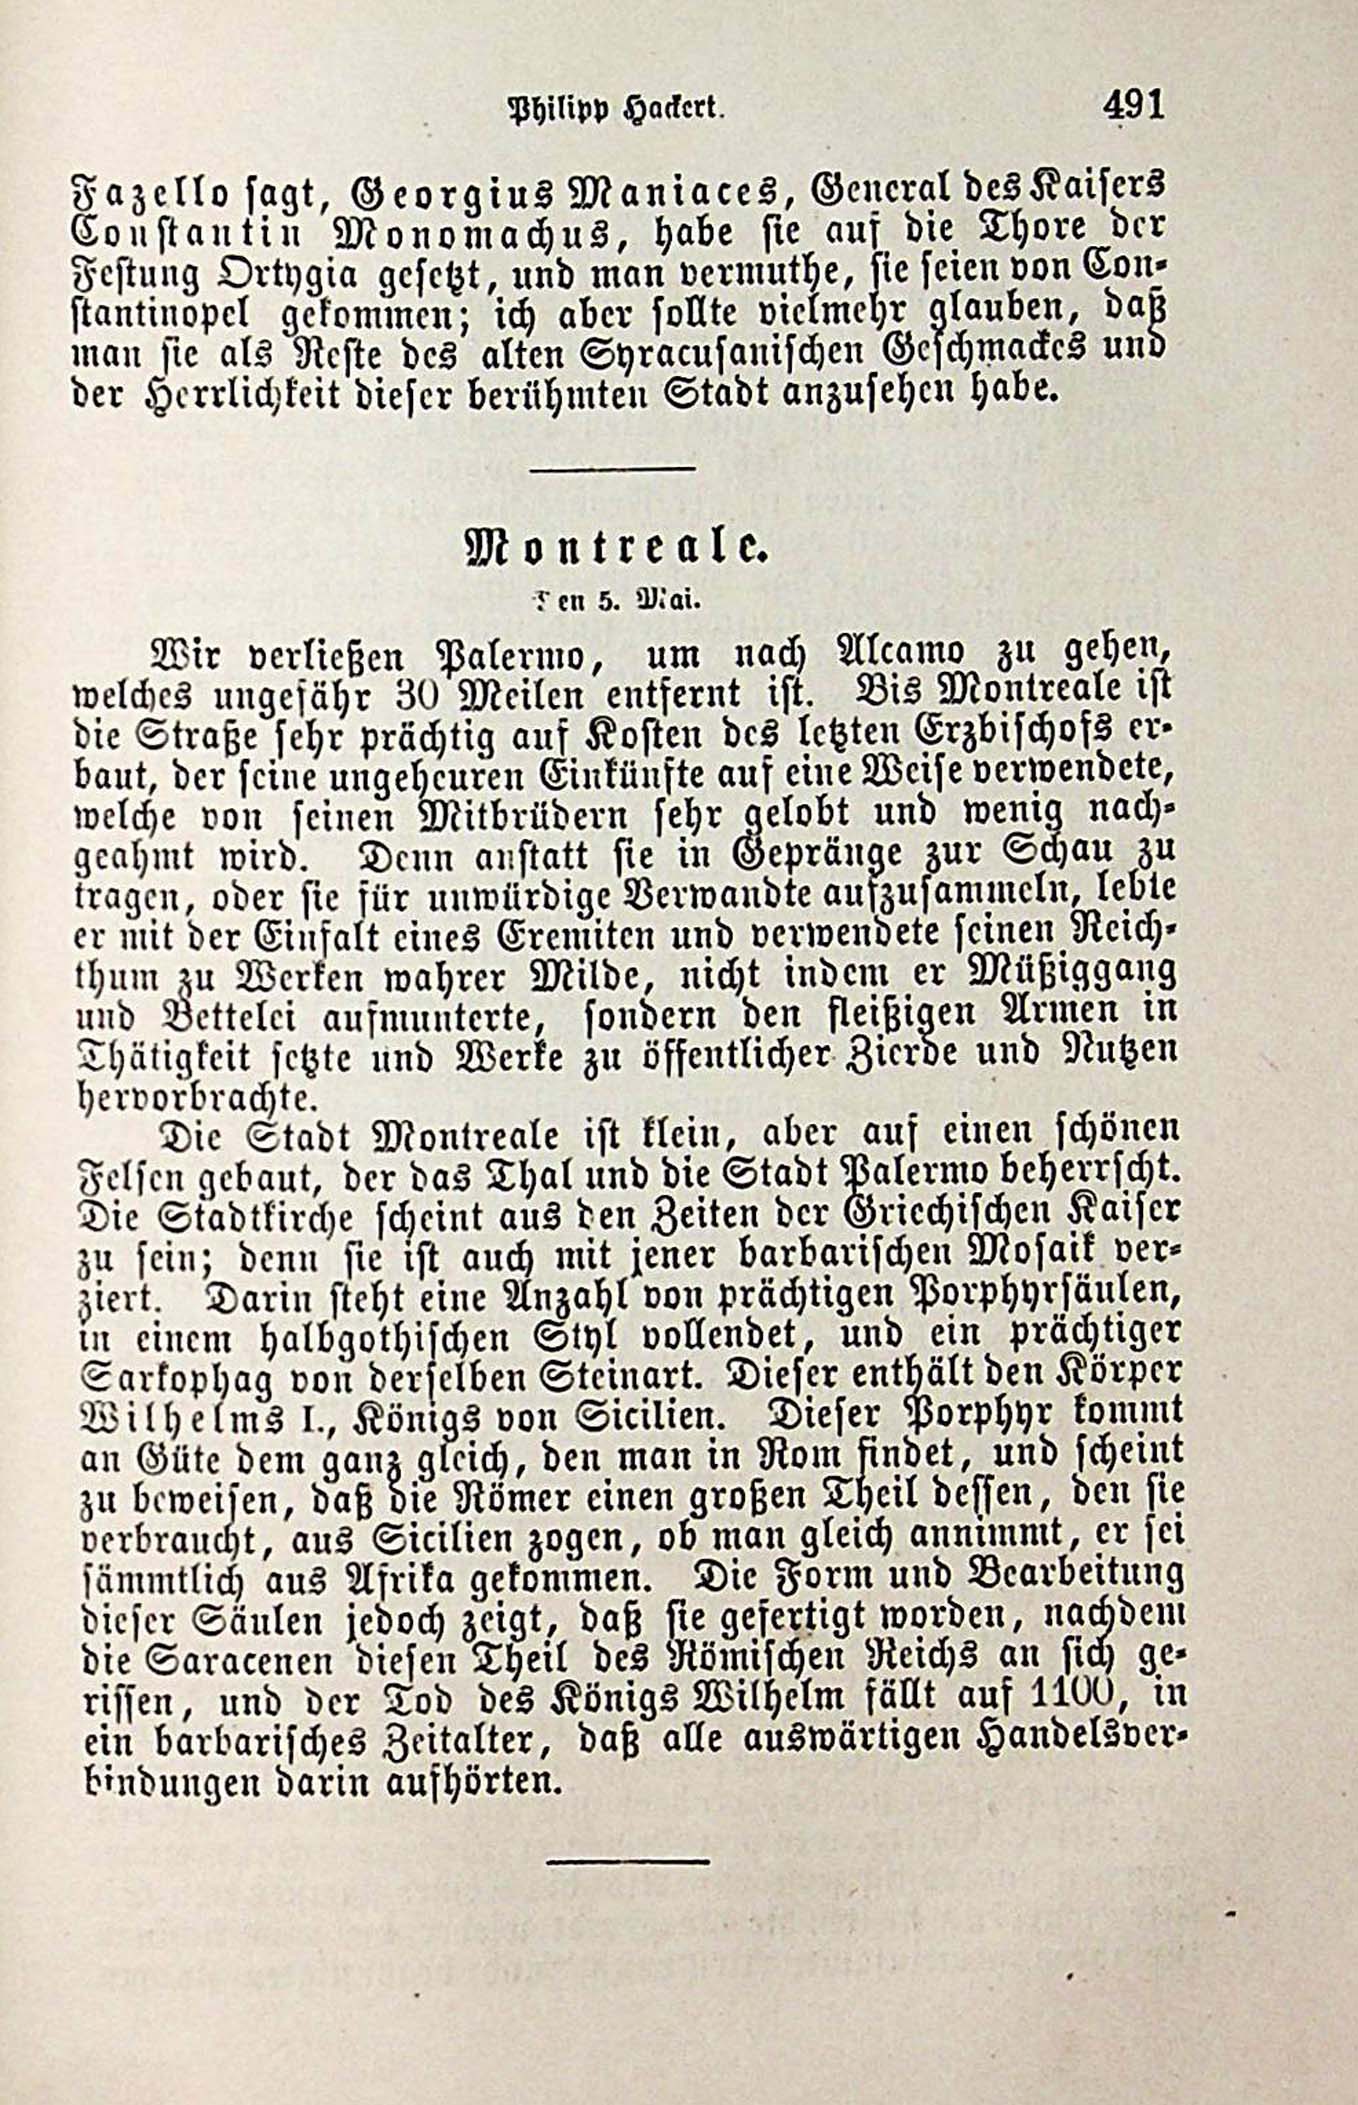 Philipp Hackert. 491
Fazello sagt, Georgius Maniaces, General des Kaisers
Constantin Monomachus, habe sie auf die Thore der
Festung Ortygia gesetzt, und man vermuthe, sie seien von Con-
stantinopel gekommen; ich aber sollte vielmehr glauben, daß
man sie als Reste des alten Syracusanischen Geschmackes und
der Herrlichkeit dieser berühmten Stadt anzusehen habe.
Montreale.
Den 5. Mai.
Wir verließen Palermo, um nach Alcamo zu gehen,
welches ungefähr 30 Meilen entfernt ist. Bis Montreale ist
die Straße sehr prächtig auf Kosten des letzten Erzbischofs er-
baut, der seine ungeheuren Einkünfte auf eine Weise verwendete,
welche von seinen Mitbrüdern sehr gelobt und wenig nach-
geahmt wird. Denn anstatt sie in Gepränge zur Schau zu
tragen, oder sie für unwürdige Verwandte aufzusammeln, lebte
er mit der Einfalt eines Eremiten und verwendete seinen Reich-
thum zu Werken wahrer Milde, nicht indem er Müßiggang
und Bettelei aufmunterte, sondern den fleißigen Armen in
Thätigkeit setzte und Werke zu öffentlicher Zierde und Nutzen
hervorbrachte.
Die Stadt Montreale ist klein, aber auf einen schönen
Felsen gebaut, der das Thal und die Stadt Palermo beherrscht.
Die Stadtkirche scheint aus den Zeiten der Griechischen Kaiser
zu sein; denn sie ist auch mit jener barbarischen Mosaik ver-
ziert. Darin steht eine Anzahl von prächtigen Porphyrsäulen,
in einem halbgothischen Styl vollendet, und ein prächtiger
Sarkophag von derselben Steinart. Dieser enthält den Körper
Wilhelms I., Königs von Sicilien. Dieser Porphyr kommt
an Güte dem ganz gleich, den man in Rom findet, und scheint
zu beweisen, daß die Römer einen großen Theil dessen, den sie
verbraucht, aus Sicilien zogen, ob man gleich annimmt, er sei
sämmtlich aus Afrika gekommen. Die Form und Bearbeitung
dieser Säulen jedoch zeigt, daß sie gefertigt worden, nachdem
die Saracenen diesen Theil des Römischen Reichs an sich ge-
rissen, und der Tod des Königs Wilhelm fällt auf 1100, in
ein barbarisches Zeitalter, daß alle auswärtigen Handelsver-
bindungen darin aufhörten.